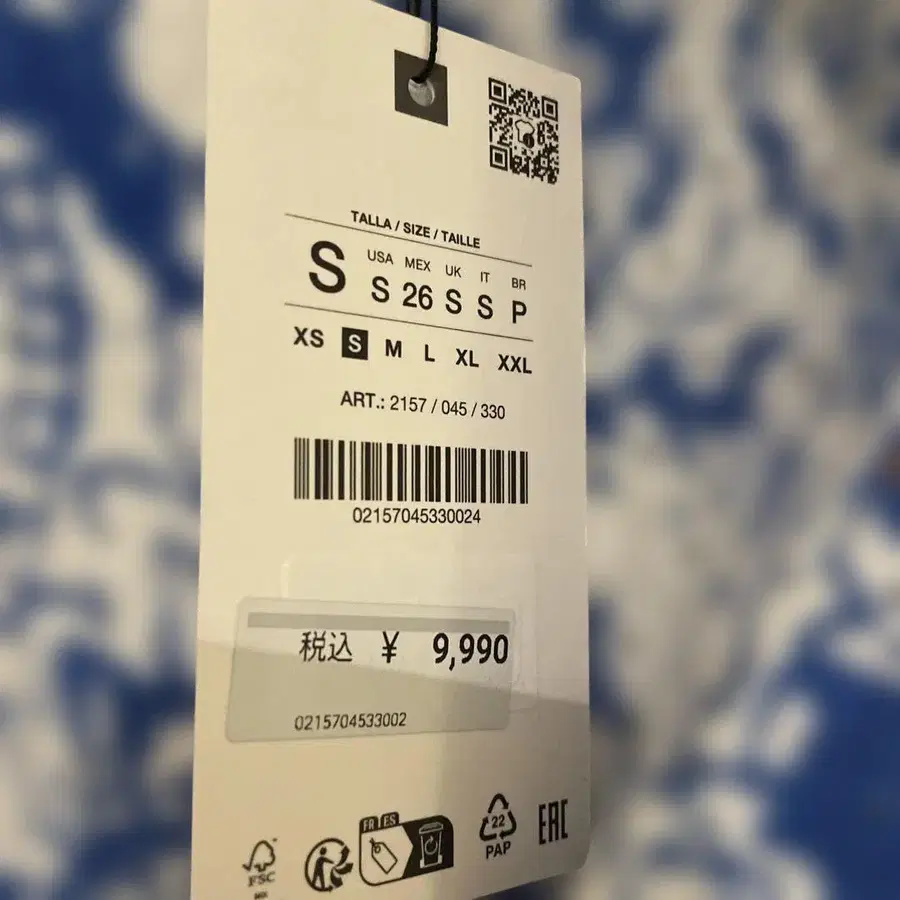 TALLA / SIZE / TAILLE
USA MEX UK IT BR
S S 26 S S P
XS S M L XL XXL
ART.: 2157 / 045 / 330
02157045330024
税込 ¥ 9,990
0215704533002
FR ES
22
PAP
EAC
FSC